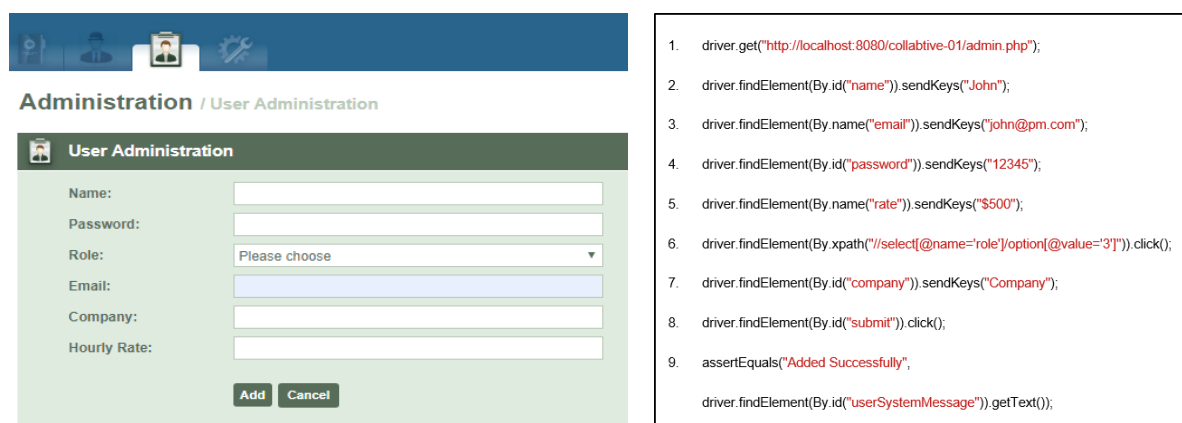 Administration / User Administration
User Administration
Name:
Password:
Role:
Please choose
Email:
Company:
Hourly Rate:
Add Cancel
1. driver.get("http://localhost:8080/collabtive-01/admin.php");
2. driver.findElement(By.id("name")).sendKeys("John");
3. driver.findElement(By.name("email")).sendKeys("john@pm.com");
4. driver.findElement(By.id("password")).sendKeys("12345");
5. driver.findElement(By.name("rate")).sendKeys("$500");
6. driver.findElement(By.xpath("//select[@name='role']/option[@value='3']")).click();
7. driver.findElement(By.id("company")).sendKeys("Company");
8. driver.findElement(By.id("submit")).click();
9. assertEquals("Added Successfully",
driver.findElement(By.id("userSystemMessage")).getText());